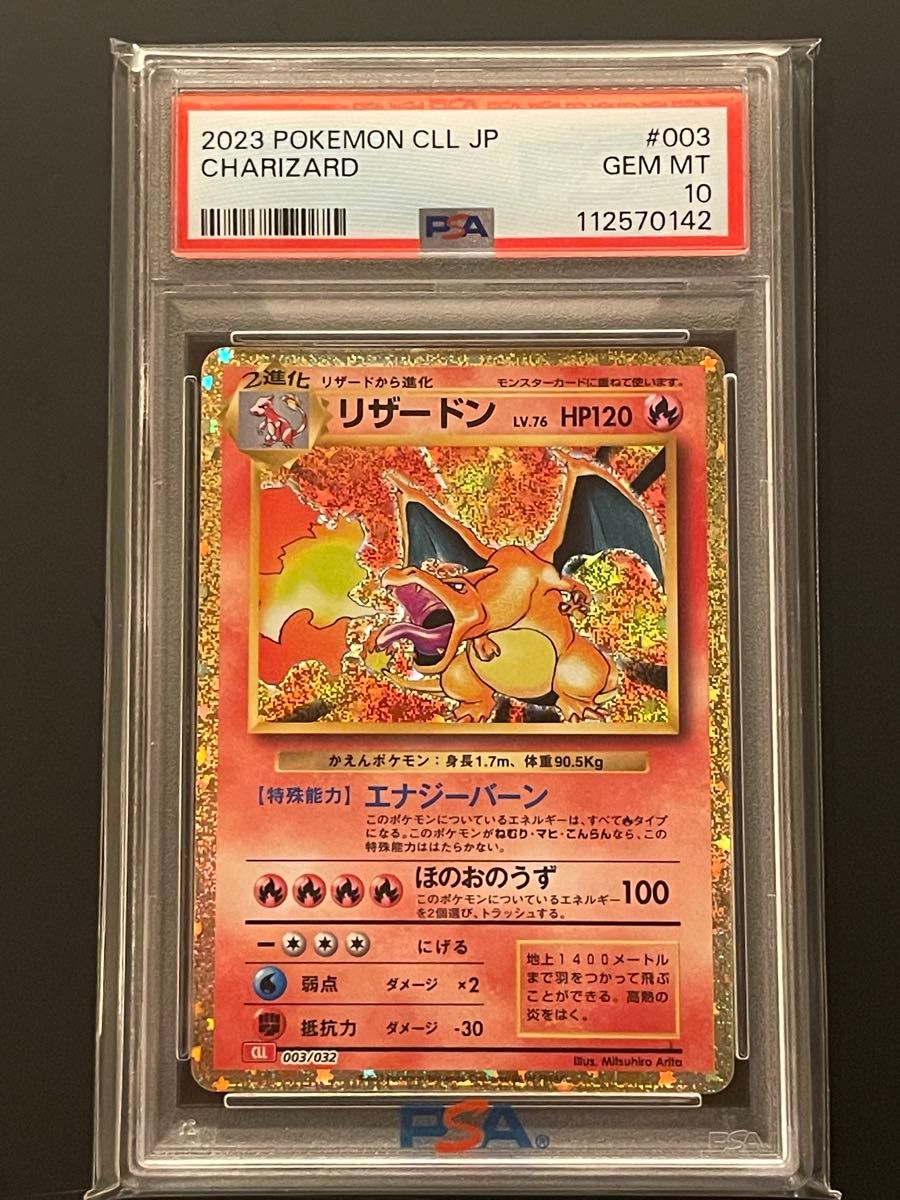 2023 POKEMON CLL JP #003
CHARIZARD GEM MT
10
PSA 112570142
2進化 リザードから進化 モンスターカードに重ねて使います。
リザードン LV.76 HP120
かえんポケモン：身長1.7m、体重90.5Kg
【特殊能力】エナジーバーン
このポケモンについているエネルギーは、すべて🔥タイプ
になる。このポケモンがねむり・マヒ・こんらんなら、この
特殊能力ははたらかない。
ほのおのうず 100
このポケモンについているエネルギー
を2個選び、トラッシュする。
にげる
弱点 ダメージ ×2
抵抗力 ダメージ -30
地上1400メートル
まで羽をつかって飛ぶ
ことができる。高熱の
炎をはく。
CLL 003/032
Illus. Mitsuhiro Arita
PSA®
PSA